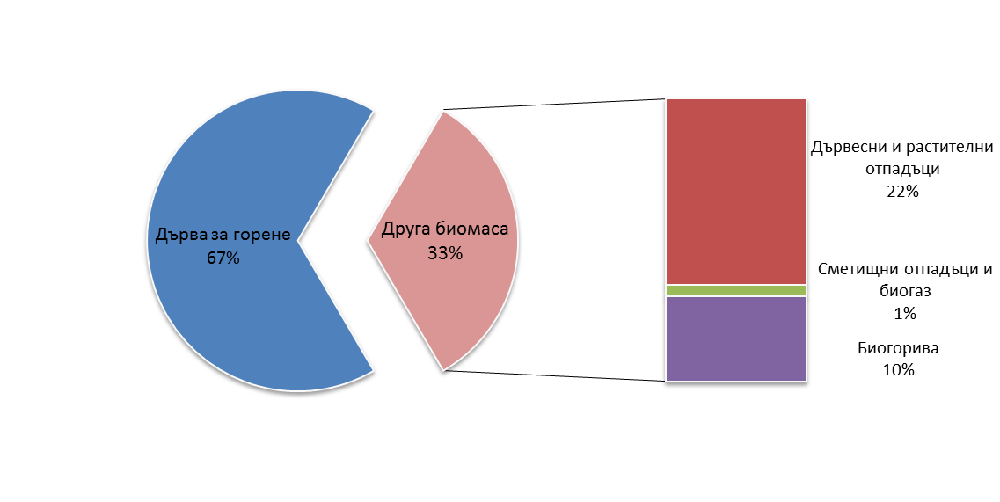 Дърва за горене
67%
Друга биомаса
33%
Дървесни и растителни
отпадъци
22%
Сметищни отпадъци и
биогаз
1%
Биогорива
10%